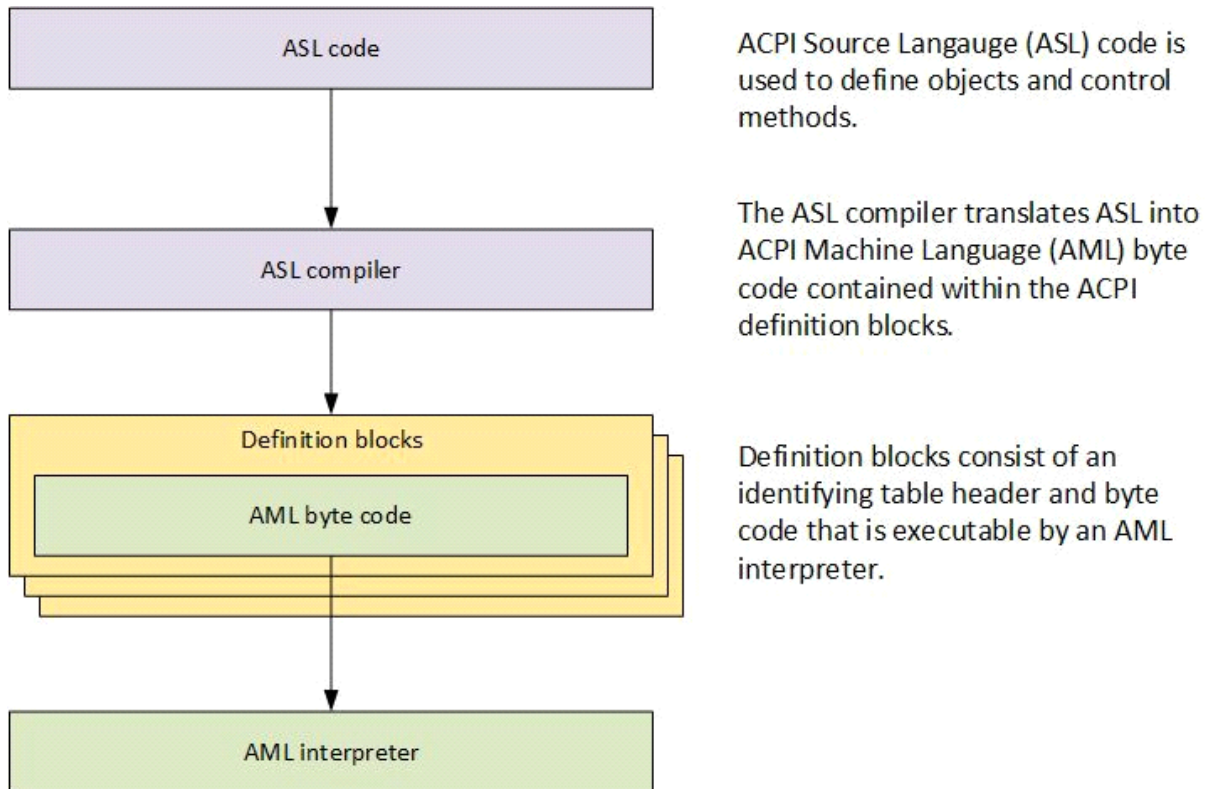 ASL code
ACPI Source Langauge (ASL) code is
used to define objects and control
methods.
ASL compiler
The ASL compiler translates ASL into
ACPI Machine Language (AML) byte
code contained within the ACPI
definition blocks.
Definition blocks
AML byte code
Definition blocks consist of an
identifying table header and byte
code that is executable by an AML
interpreter.
AML interpreter